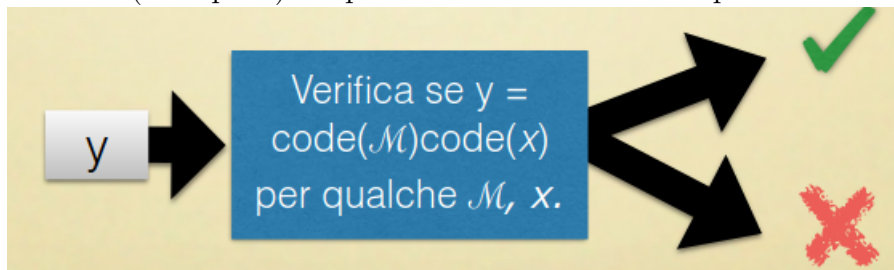 y
Verifica se y =
code(ℳ)code(x)
per qualche ℳ, x.